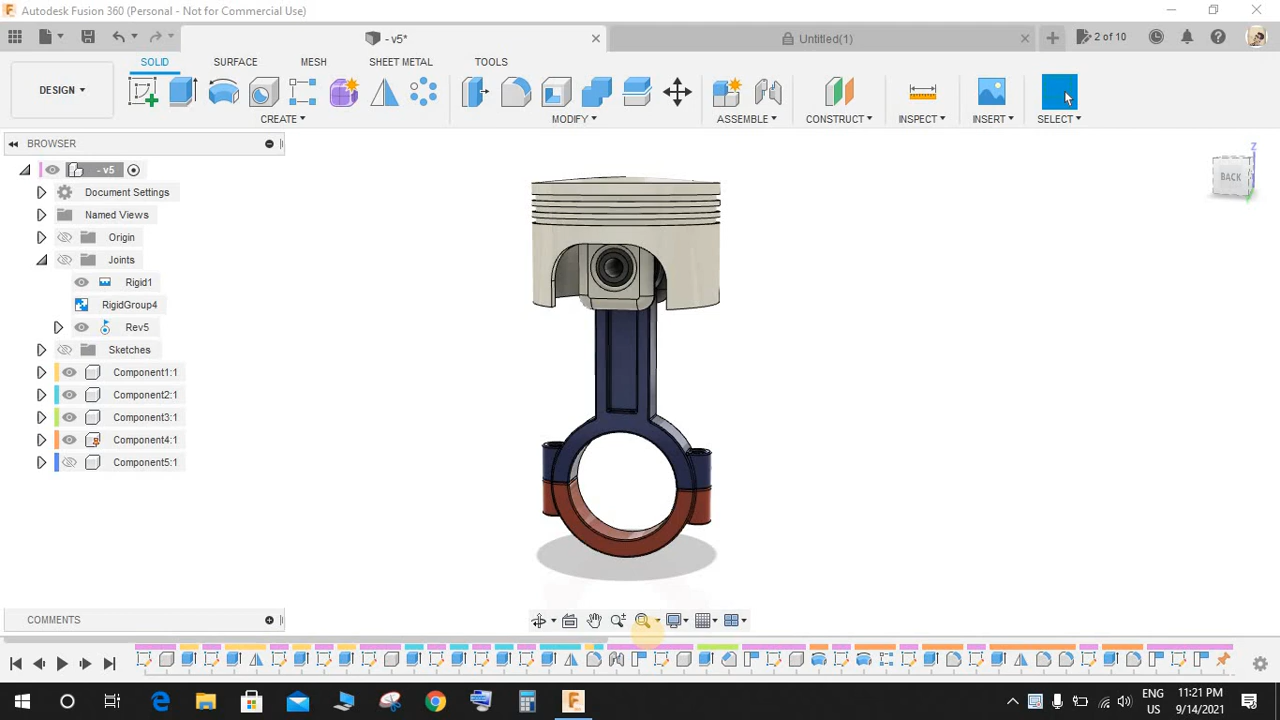 Autodesk Fusion 360 (Personal - Not for Commercial Use)
- v5*
Untitled(1)
2 of 10
DESIGN
SOLID
SURFACE
MESH
SHEET METAL
TOOLS
CREATE
MODIFY
ASSEMBLE
CONSTRUCT
INSPECT
INSERT
SELECT
BROWSER
- v5
Document Settings
Named Views
Origin
Joints
Rigid1
RigidGroup4
Rev5
Sketches
Component1:1
Component2:1
Component3:1
Component4:1
Component5:1
Z
BACK
COMMENTS
ENG
US
11:21 PM
9/14/2021